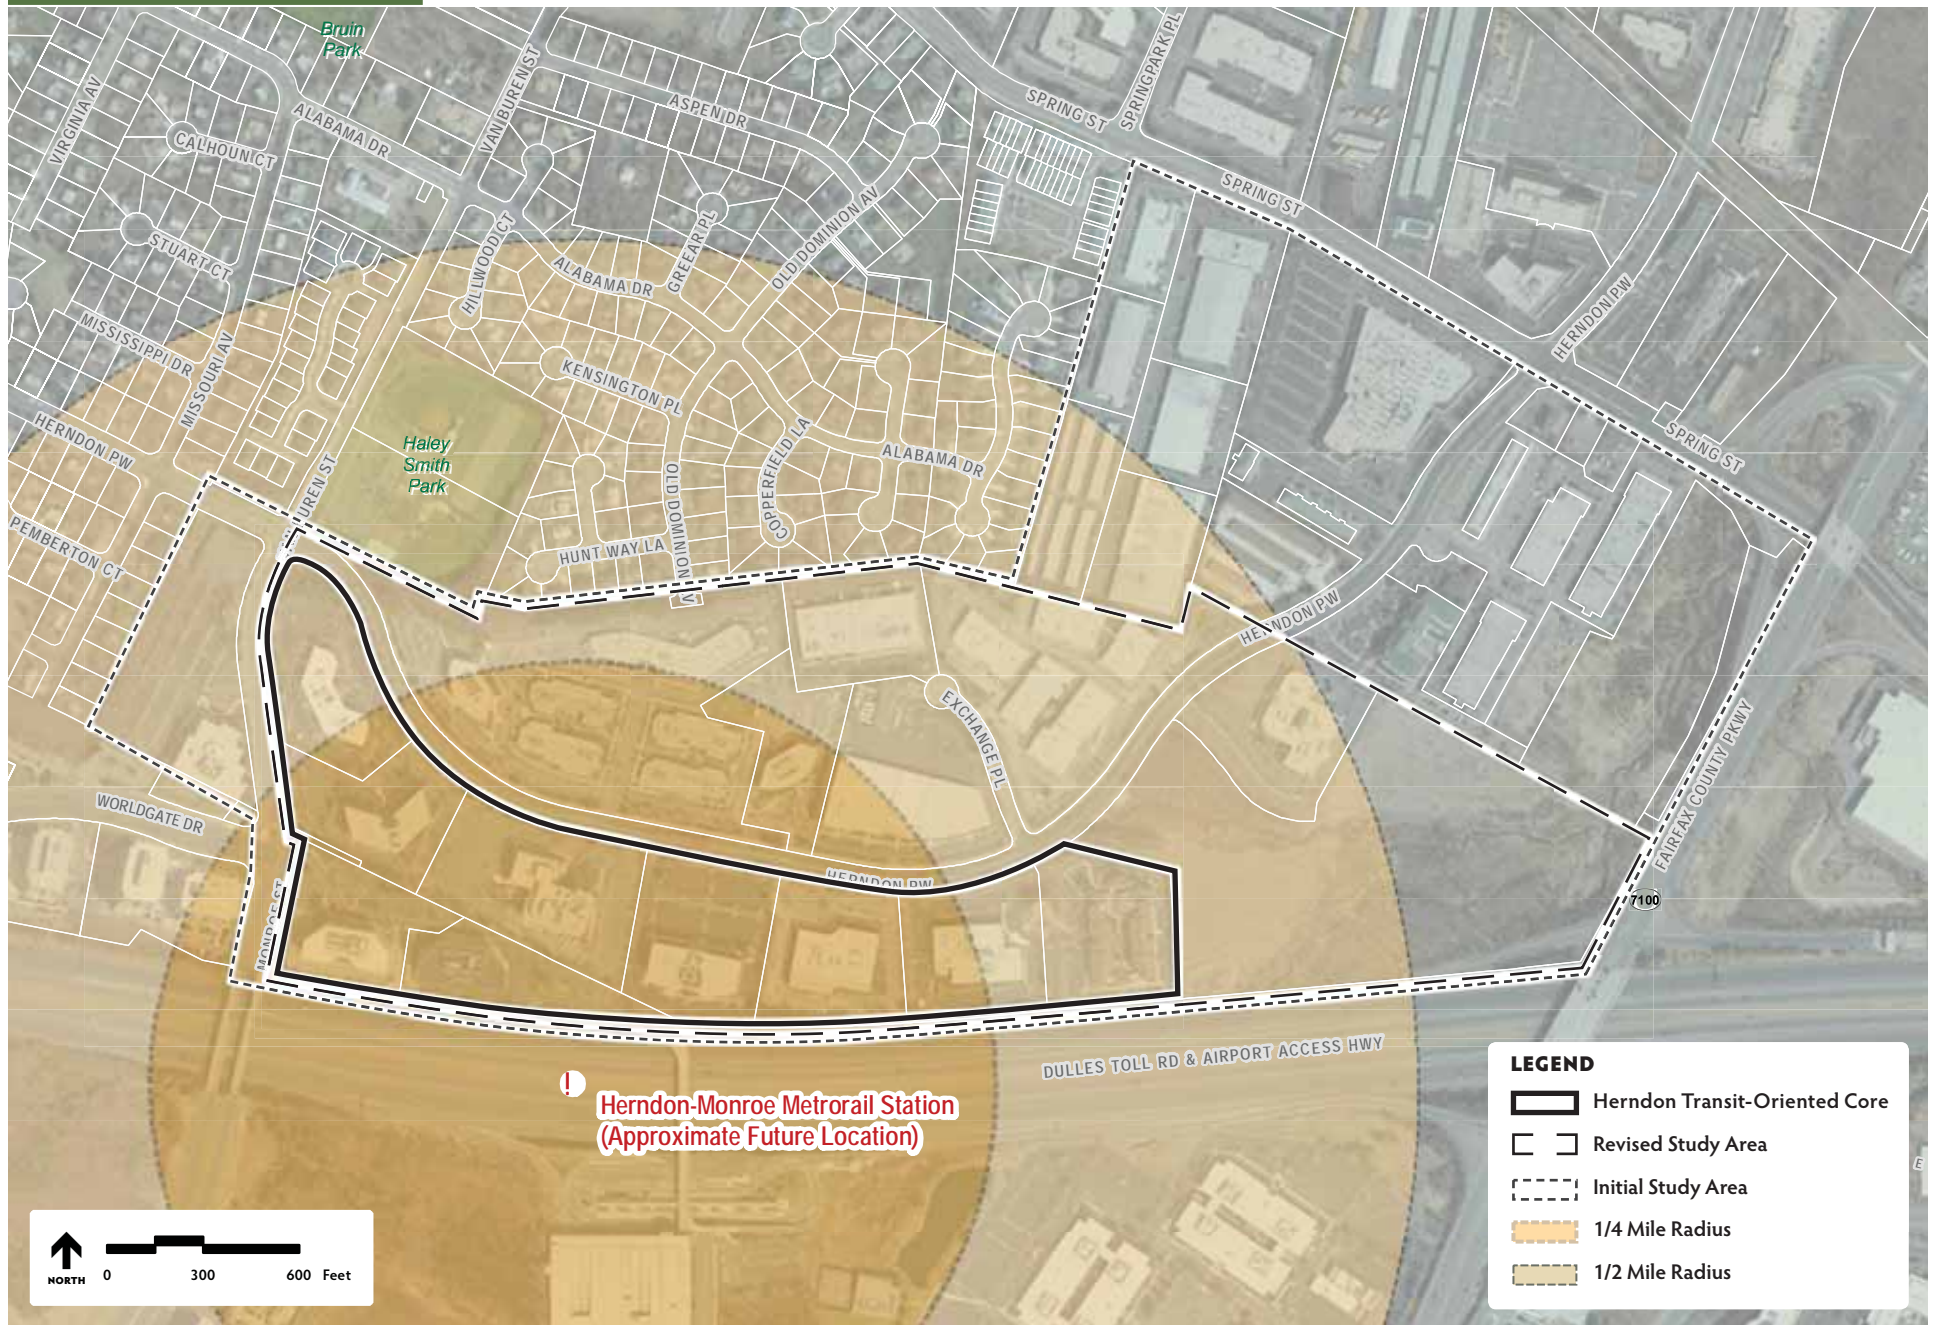 Bruin
Park
VIRGINIA AV
CALHOUN CT
ALABAMA DR
VAN BUREN ST
ASPEN DR
SPRING ST
SPRINGPARK PL
STUART CT
HILLWOOD CT
ALABAMA DR
GREEAR PL
OLD DOMINION AV
SPRING ST
HERNDON PW
MISSISSIPPI DR
MISSOURI AV
KENSINGTON PL
HERNDON PW
Haley
Smith
Park
OLD DOMINION AV
COPPERFIELD LA
ALABAMA DR
SPRING ST
PEMBERTON CT
UREN ST
HUNT WAY LA
HERNDON PW
EXCHANGE PL
FAIRFAX COUNTY PKWY
WORLDGATE DR
HERNDON PW
7100
MONROE ST
DULLES TOLL RD & AIRPORT ACCESS HWY
!
Herndon-Monroe Metrorail Station
(Approximate Future Location)
LEGEND
Herndon Transit-Oriented Core
Revised Study Area
Initial Study Area
1/4 Mile Radius
1/2 Mile Radius
E
NORTH
0 300 600 Feet